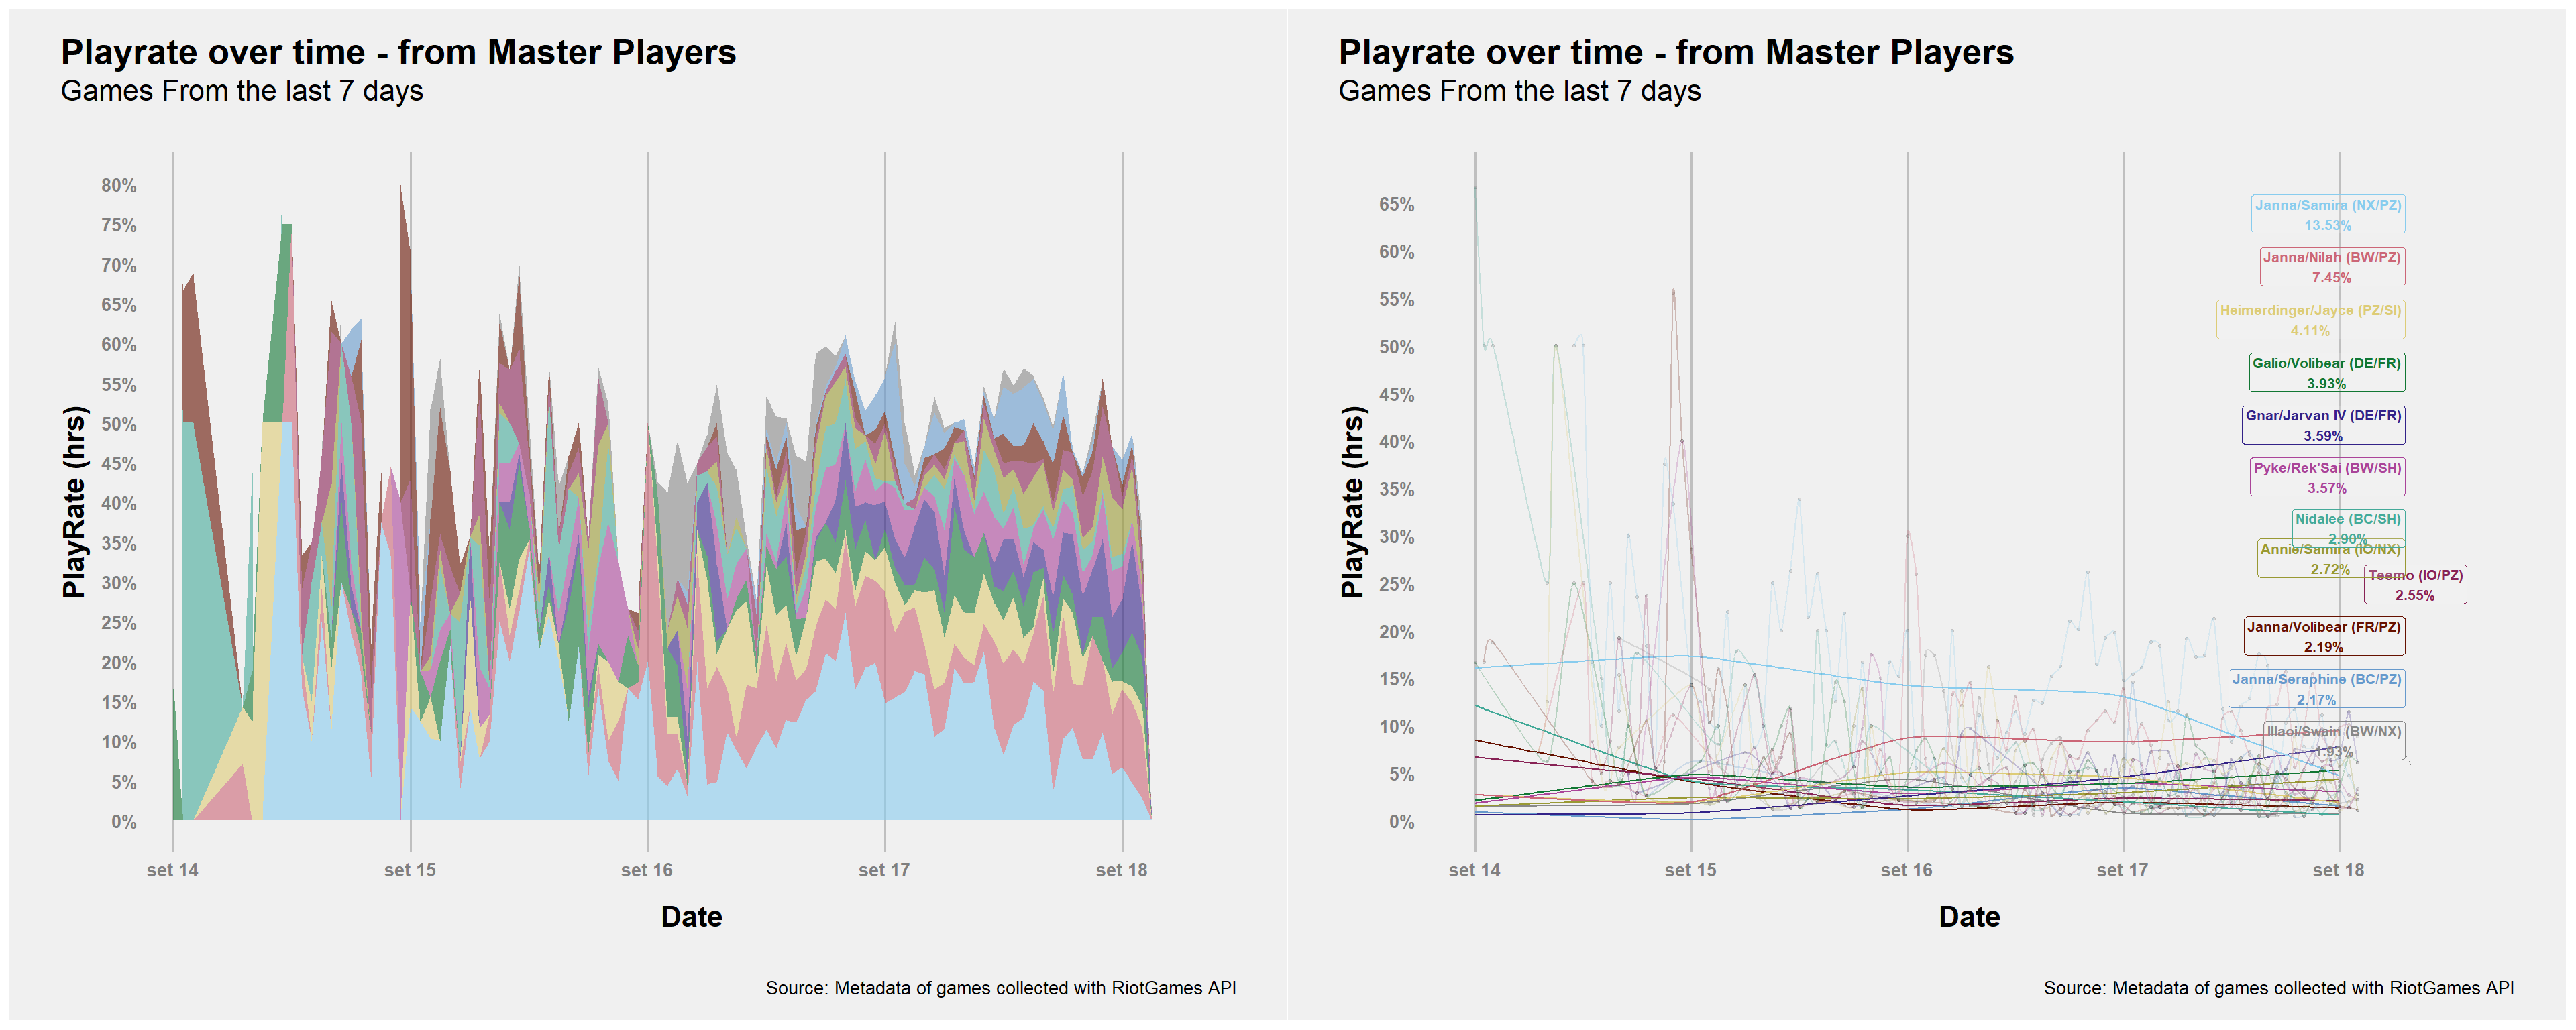 Playrate over time - from Master Players
Games From the last 7 days
PlayRate (hrs)
80%
75%
70%
65%
60%
55%
50%
45%
40%
35%
30%
25%
20%
15%
10%
5%
0%
set 14
set 15
set 16
set 17
set 18
Date
Source: Metadata of games collected with RiotGames API
Playrate over time - from Master Players
Games From the last 7 days
PlayRate (hrs)
65%
60%
55%
50%
45%
40%
35%
30%
25%
20%
15%
10%
5%
0%
Janna/Samira (NX/PZ)
13.53%
Janna/Nilah (BW/PZ)
7.45%
Heimerdinger/Jayce (PZ/SI)
4.11%
Galio/Volibear (DE/FR)
3.93%
Gnar/Jarvan IV (DE/FR)
3.59%
Pyke/Rek'Sai (BW/SH)
3.57%
Nidalee (BC/SH)
2.90%
Annie/Samira (IO/NX)
2.72%
Teemo (IO/PZ)
2.55%
Janna/Volibear (FR/PZ)
2.19%
Janna/Seraphine (BC/PZ)
2.17%
Illaoi/Swain (BW/NX)
1.93%
set 14
set 15
set 16
set 17
set 18
Date
Source: Metadata of games collected with RiotGames API